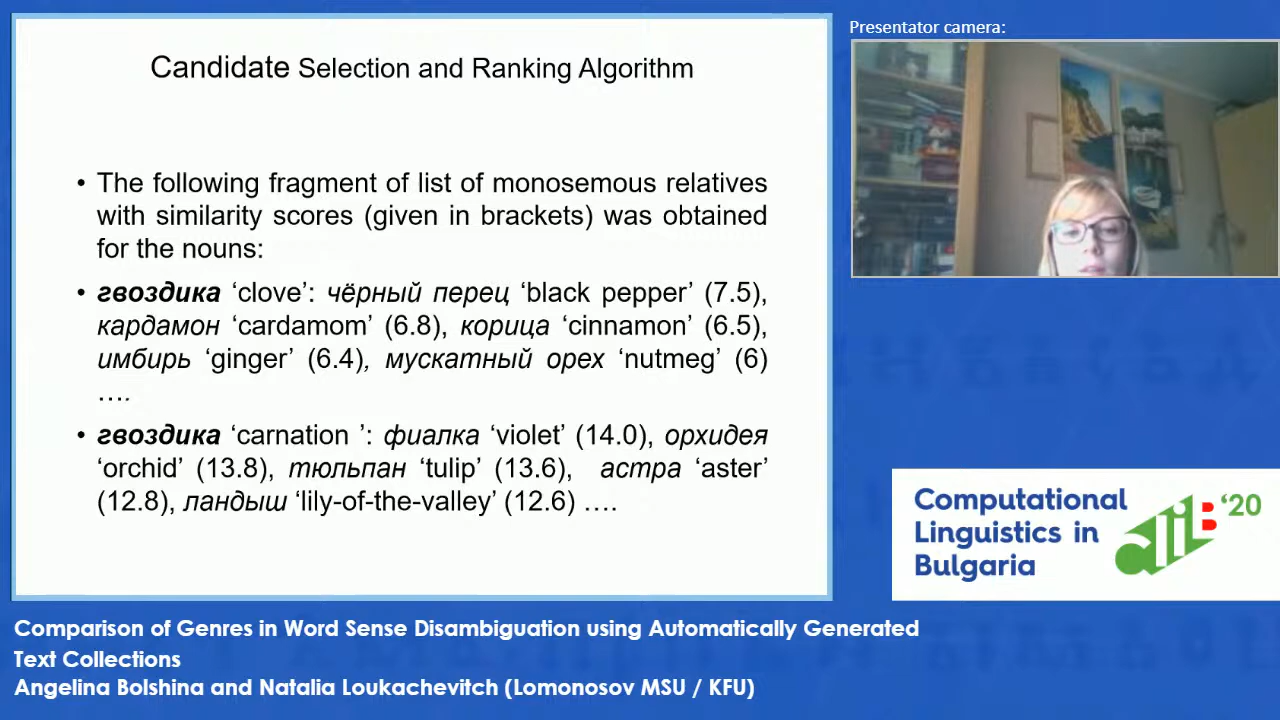 Presentator camera:
Candidate Selection and Ranking Algorithm
• The following fragment of list of monosemous relatives
with similarity scores (given in brackets) was obtained
for the nouns:
• гвоздика ‘clove’: чёрный перец ‘black pepper’ (7.5),
кардамон ‘cardamom’ (6.8), корица ‘cinnamon’ (6.5),
имбирь ‘ginger’ (6.4), мускатный орех ‘nutmeg’ (6)
….
• гвоздика ‘carnation ’: фиалка ‘violet’ (14.0), орхидея
‘orchid’ (13.8), тюльпан ‘tulip’ (13.6), астра ‘aster’
(12.8), ландыш ‘lily-of-the-valley’ (12.6) ….
Computational
Linguistics in
Bulgaria
clIB ‘20
Comparison of Genres in Word Sense Disambiguation using Automatically Generated
Text Collections
Angelina Bolshina and Natalia Loukachevitch (Lomonosov MSU / KFU)